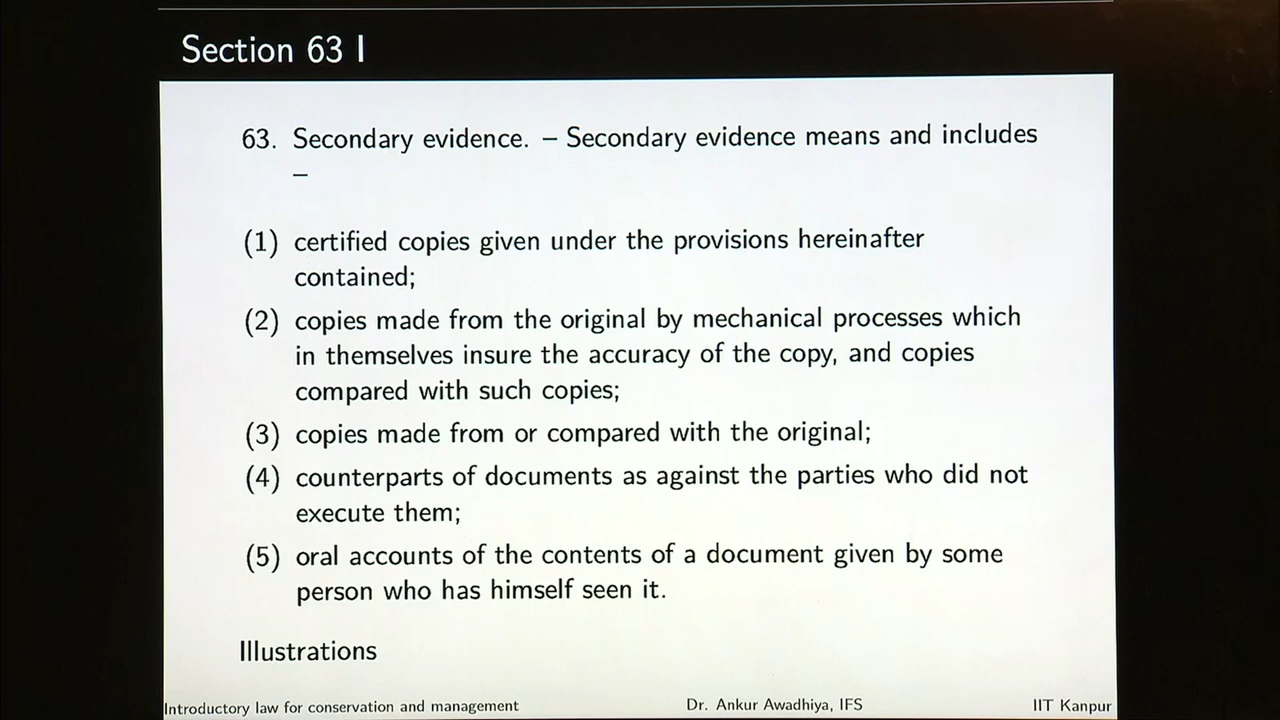 Section 63 I
63. Secondary evidence. – Secondary evidence means and includes
–
(1) certified copies given under the provisions hereinafter
contained;
(2) copies made from the original by mechanical processes which
in themselves insure the accuracy of the copy, and copies
compared with such copies;
(3) copies made from or compared with the original;
(4) counterparts of documents as against the parties who did not
execute them;
(5) oral accounts of the contents of a document given by some
person who has himself seen it.
Illustrations
Introductory law for conservation and management Dr. Ankur Awadhiya, IFS IIT Kanpur